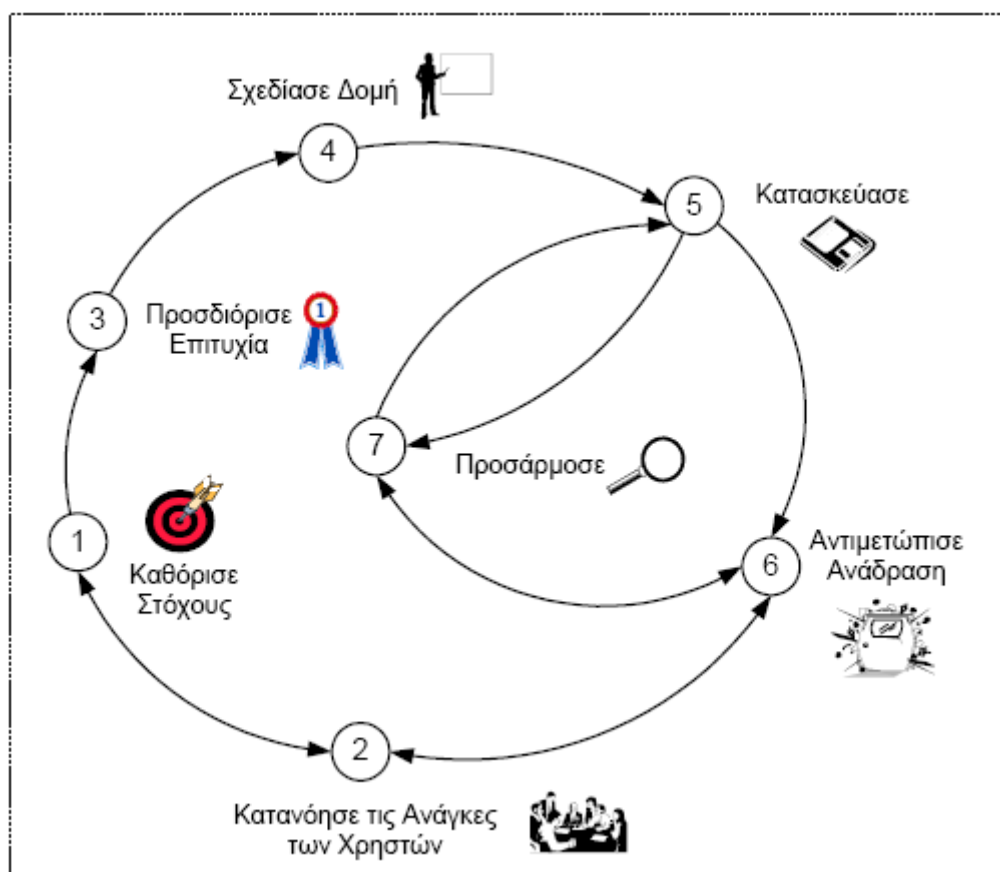 Σχεδίασε Δομή
4
5
Κατασκεύασε
3
Προσδιόρισε
Επιτυχία
1
7
Προσάρμοσε
1
Καθόρισε
Στόχους
6
Αντιμετώπισε
Ανάδραση
2
Κατανόησε τις Ανάγκες
των Χρηστών